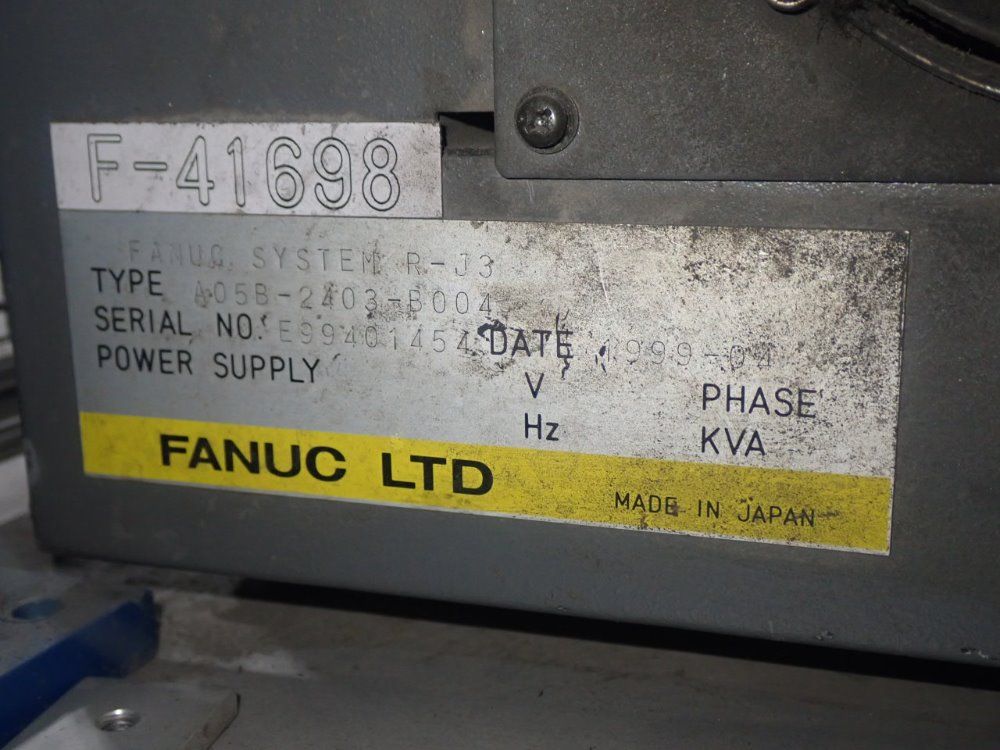 F-41698
FANUC SYSTEM R-J3
TYPE A05B-2403-B004
SERIAL NO. E99401454 DATE 1999-04
POWER SUPPLY V PHASE
Hz KVA
FANUC LTD MADE IN JAPAN